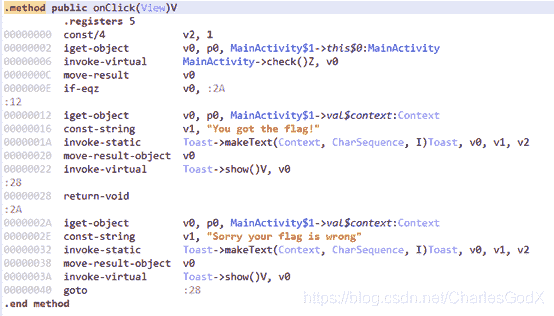 .method public onClick(View)V
.registers 5
00000000 const/4 v2, 1
00000002 iget-object v0, p0, MainActivity$1->this$0:MainActivity
00000006 invoke-virtual MainActivity->check()Z, v0
0000000C move-result v0
0000000E if-eqz v0, :2A
:12
00000012 iget-object v0, p0, MainActivity$1->val$context:Context
00000016 const-string v1, "You got the flag!"
0000001A invoke-static Toast->makeText(Context, CharSequence, I)Toast, v0, v1, v2
00000020 move-result-object v0
00000022 invoke-virtual Toast->show()V, v0
:28
00000028 return-void
:2A
0000002A iget-object v0, p0, MainActivity$1->val$context:Context
0000002E const-string v1, "Sorry your flag is wrong"
00000032 invoke-static Toast->makeText(Context, CharSequence, I)Toast, v0, v1, v2
00000038 move-result-object v0
0000003A invoke-virtual Toast->show()V, v0
00000040 goto :28
.end method
https://blog.csdn.net/CharlesGodX